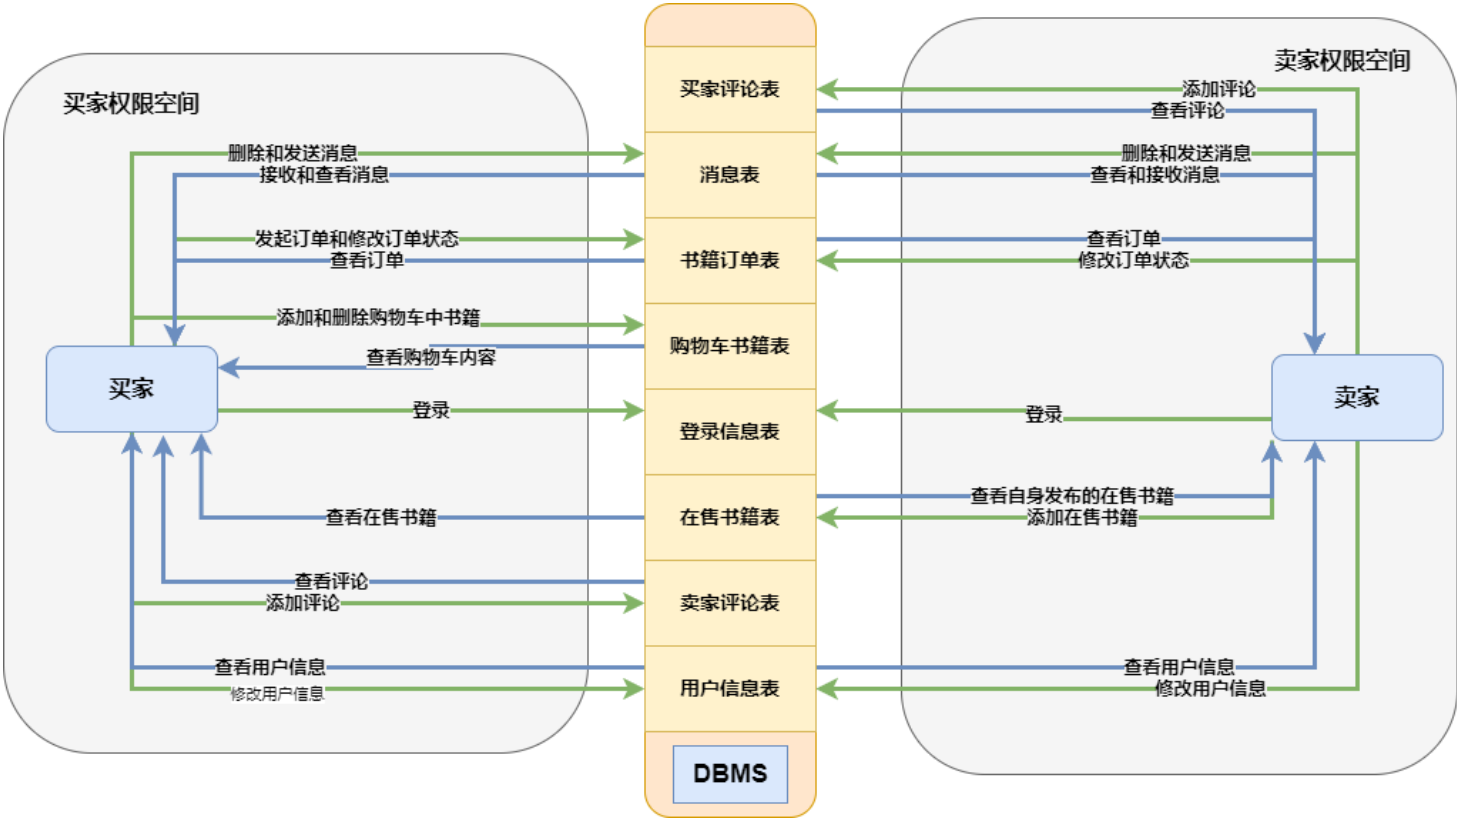 买家权限空间
删除和发送消息
接收和查看消息
发起订单和修改订单状态
查看订单
添加和删除购物车中书籍
查看购物车内容
买家
登录
查看在售书籍
查看评论
添加评论
查看用户信息
修改用户信息
买家评论表
消息表
书籍订单表
购物车书籍表
登录信息表
在售书籍表
卖家评论表
用户信息表
DBMS
卖家权限空间
添加评论
查看评论
删除和发送消息
查看和接收消息
查看订单
修改订单状态
卖家
登录
查看自身发布的在售书籍
添加在售书籍
查看用户信息
修改用户信息